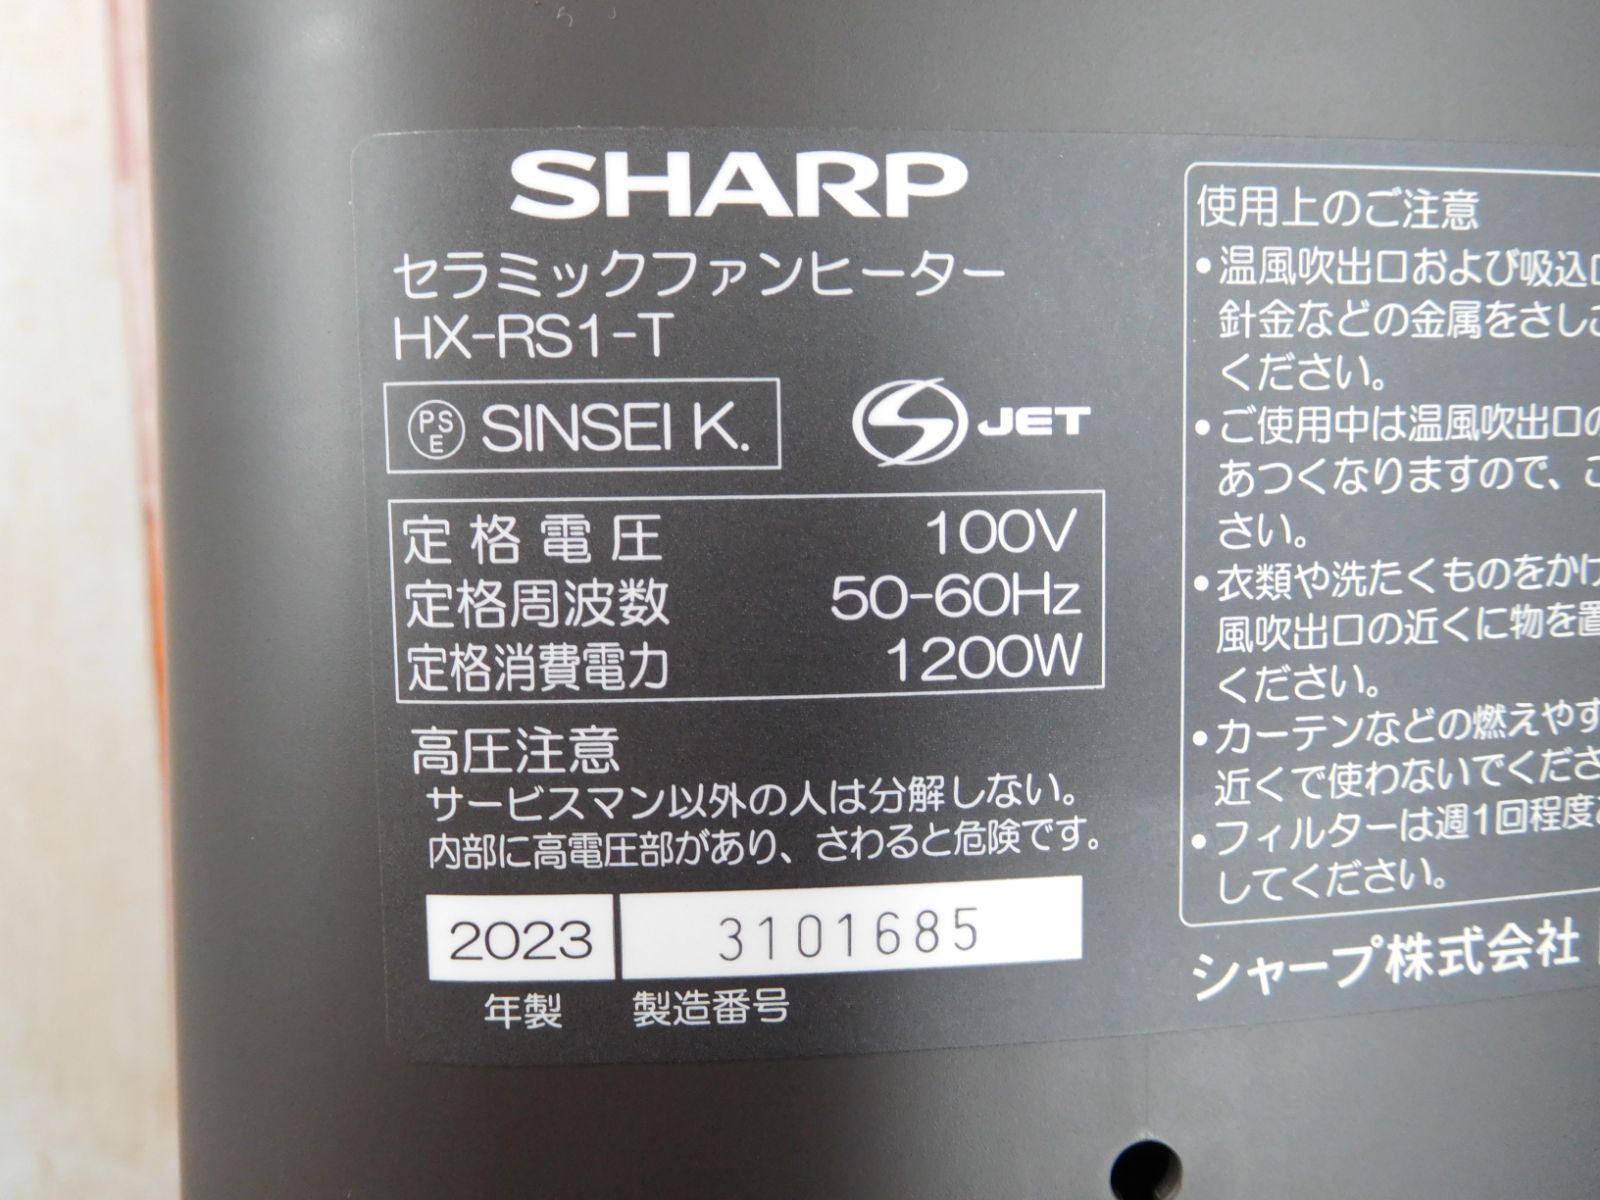 SHARP
セラミックファンヒーター
HX-RS1-T
PSE SINSEI K.
S JET
定格電圧 100V
定格周波数 50-60Hz
定格消費電力 1200W
高圧注意
サービスマン以外の人は分解しない。
内部に高電圧部があり、さわると危険です。
2023 3101685
年製 製造番号
使用上のご注意
•温風吹出口および吸込口
針金などの金属をさしこ
ください。
•ご使用中は温風吹出口の
あつくなりますので、ご
さい。
•衣類や洗たくものをかけ
風吹出口の近くに物を置
ください。
•カーテンなどの燃えやす
近くで使わないでくださ
•フィルターは週1回程度
してください。
シャープ株式会社